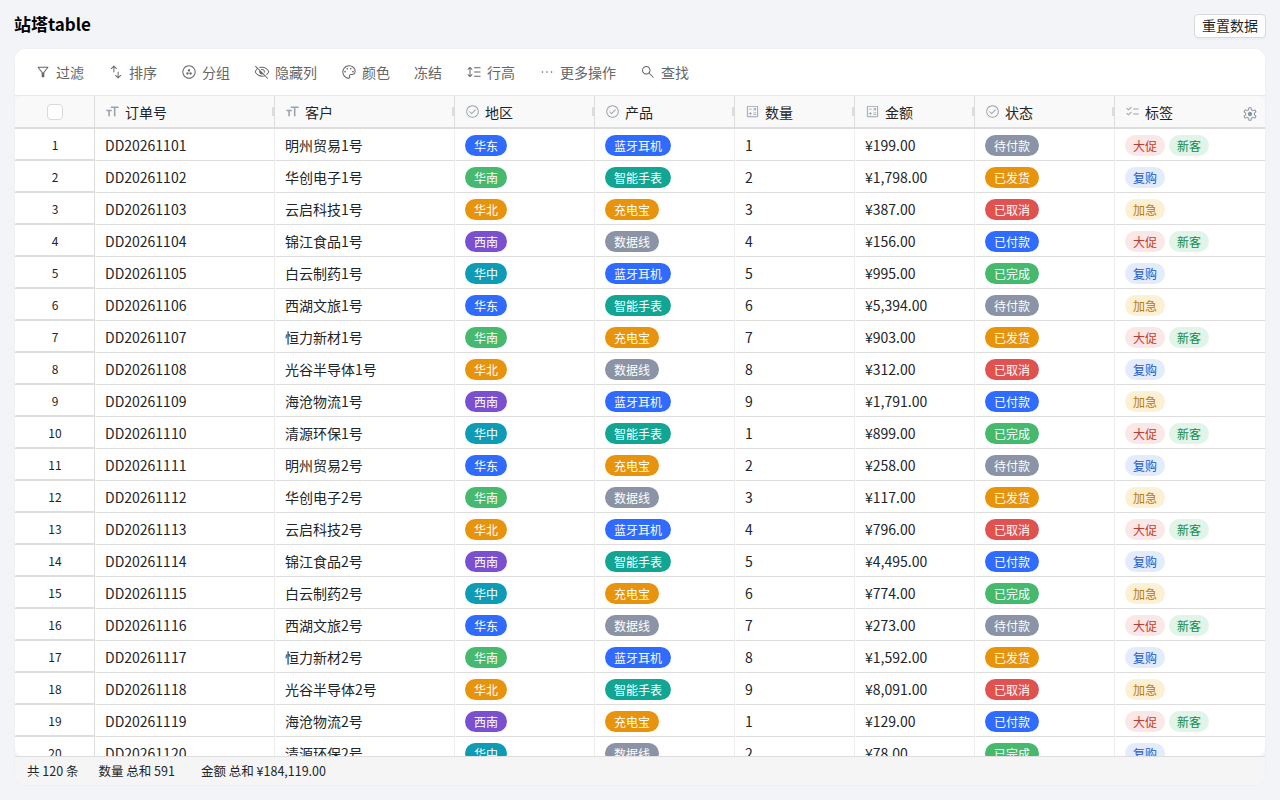 站塔table
重置数据
过滤 排序 分组 隐藏列 颜色 冻结 行高 更多操作 查找
订单号 客户 地区 产品 数量 金额 状态 标签
1 DD20261101 明州贸易1号 华东 蓝牙耳机 1 ¥199.00 待付款 大促 新客
2 DD20261102 华创电子1号 华南 智能手表 2 ¥1,798.00 已发货 复购
3 DD20261103 云启科技1号 华北 充电宝 3 ¥387.00 已取消 加急
4 DD20261104 锦江食品1号 西南 数据线 4 ¥156.00 已付款 大促 新客
5 DD20261105 白云制药1号 华中 蓝牙耳机 5 ¥995.00 已完成 复购
6 DD20261106 西湖文旅1号 华东 智能手表 6 ¥5,394.00 待付款 加急
7 DD20261107 恒力新材1号 华南 充电宝 7 ¥903.00 已发货 大促 新客
8 DD20261108 光谷半导体1号 华北 数据线 8 ¥312.00 已取消 复购
9 DD20261109 海沧物流1号 西南 蓝牙耳机 9 ¥1,791.00 已付款 加急
10 DD20261110 清源环保1号 华中 智能手表 1 ¥899.00 已完成 大促 新客
11 DD20261111 明州贸易2号 华东 充电宝 2 ¥258.00 待付款 复购
12 DD20261112 华创电子2号 华南 数据线 3 ¥117.00 已发货 加急
13 DD20261113 云启科技2号 华北 蓝牙耳机 4 ¥796.00 已取消 大促 新客
14 DD20261114 锦江食品2号 西南 智能手表 5 ¥4,495.00 已付款 复购
15 DD20261115 白云制药2号 华中 充电宝 6 ¥774.00 已完成 加急
16 DD20261116 西湖文旅2号 华东 数据线 7 ¥273.00 待付款 大促 新客
17 DD20261117 恒力新材2号 华南 蓝牙耳机 8 ¥1,592.00 已发货 复购
18 DD20261118 光谷半导体2号 华北 智能手表 9 ¥8,091.00 已取消 加急
19 DD20261119 海沧物流2号 西南 充电宝 1 ¥129.00 已付款 大促 新客
20 DD20261120 清源环保2号 华中 数据线 2 ¥78.00 已完成 复购
共 120 条 数量 总和 591 金额 总和 ¥184,119.00